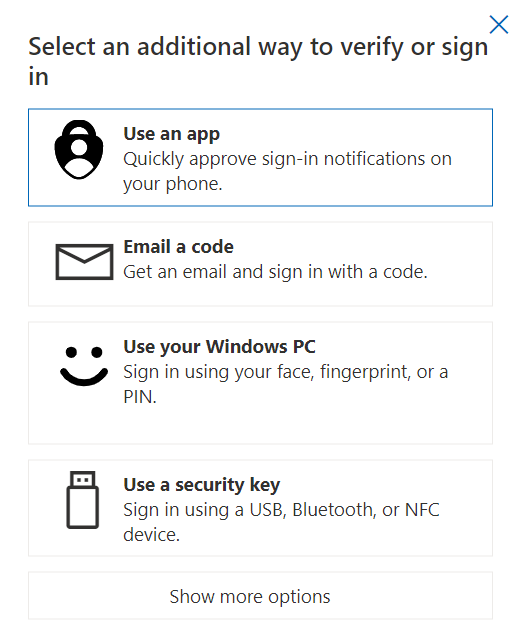 Select an additional way to verify or sign
in
Use an app
Quickly approve sign-in notifications on
your phone.
Email a code
Get an email and sign in with a code.
Use your Windows PC
Sign in using your face, fingerprint, or a
PIN.
Use a security key
Sign in using a USB, Bluetooth, or NFC
device.
Show more options